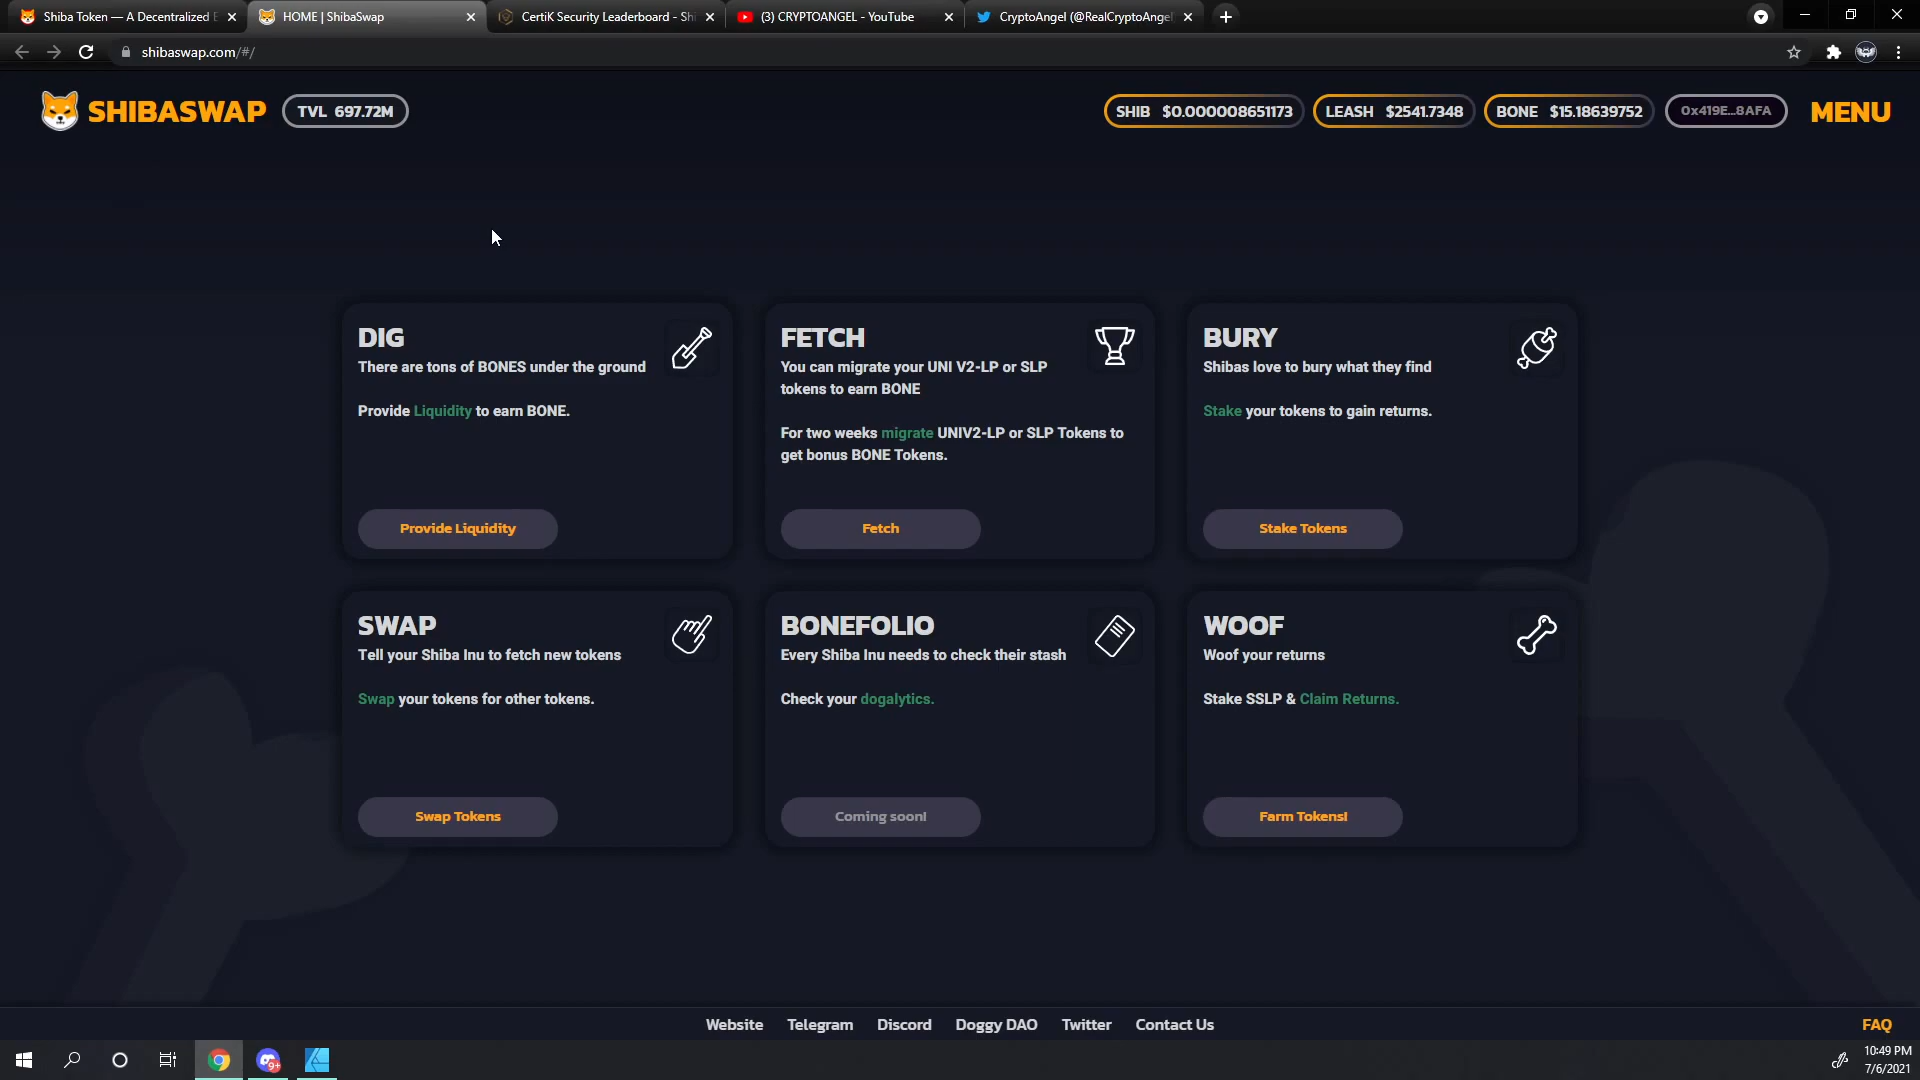 Shiba Token — A Decentralized E
HOME | ShibaSwap
CertiK Security Leaderboard - Shi
(3) CRYPTOANGEL - YouTube
CryptoAngel (@RealCryptoAngel
shibaswap.com/#/
SHIBASWAP
TVL 697.72M
SHIB $0.000008651173
LEASH $2541.7348
BONE $15.18639752
0x419E...8AFA
MENU
DIG
There are tons of BONES under the ground
Provide Liquidity to earn BONE.
Provide Liquidity
FETCH
You can migrate your UNI V2-LP or SLP
tokens to earn BONE
For two weeks migrate UNIV2-LP or SLP Tokens to
get bonus BONE Tokens.
Fetch
BURY
Shibas love to bury what they find
Stake your tokens to gain returns.
Stake Tokens
SWAP
Tell your Shiba Inu to fetch new tokens
Swap your tokens for other tokens.
Swap Tokens
BONEFOLIO
Every Shiba Inu needs to check their stash
Check your dogalytics.
Coming soon!
WOOF
Woof your returns
Stake SSLP & Claim Returns.
Farm Tokens!
Website
Telegram
Discord
Doggy DAO
Twitter
Contact Us
FAQ
9+
10:49 PM
7/6/2021